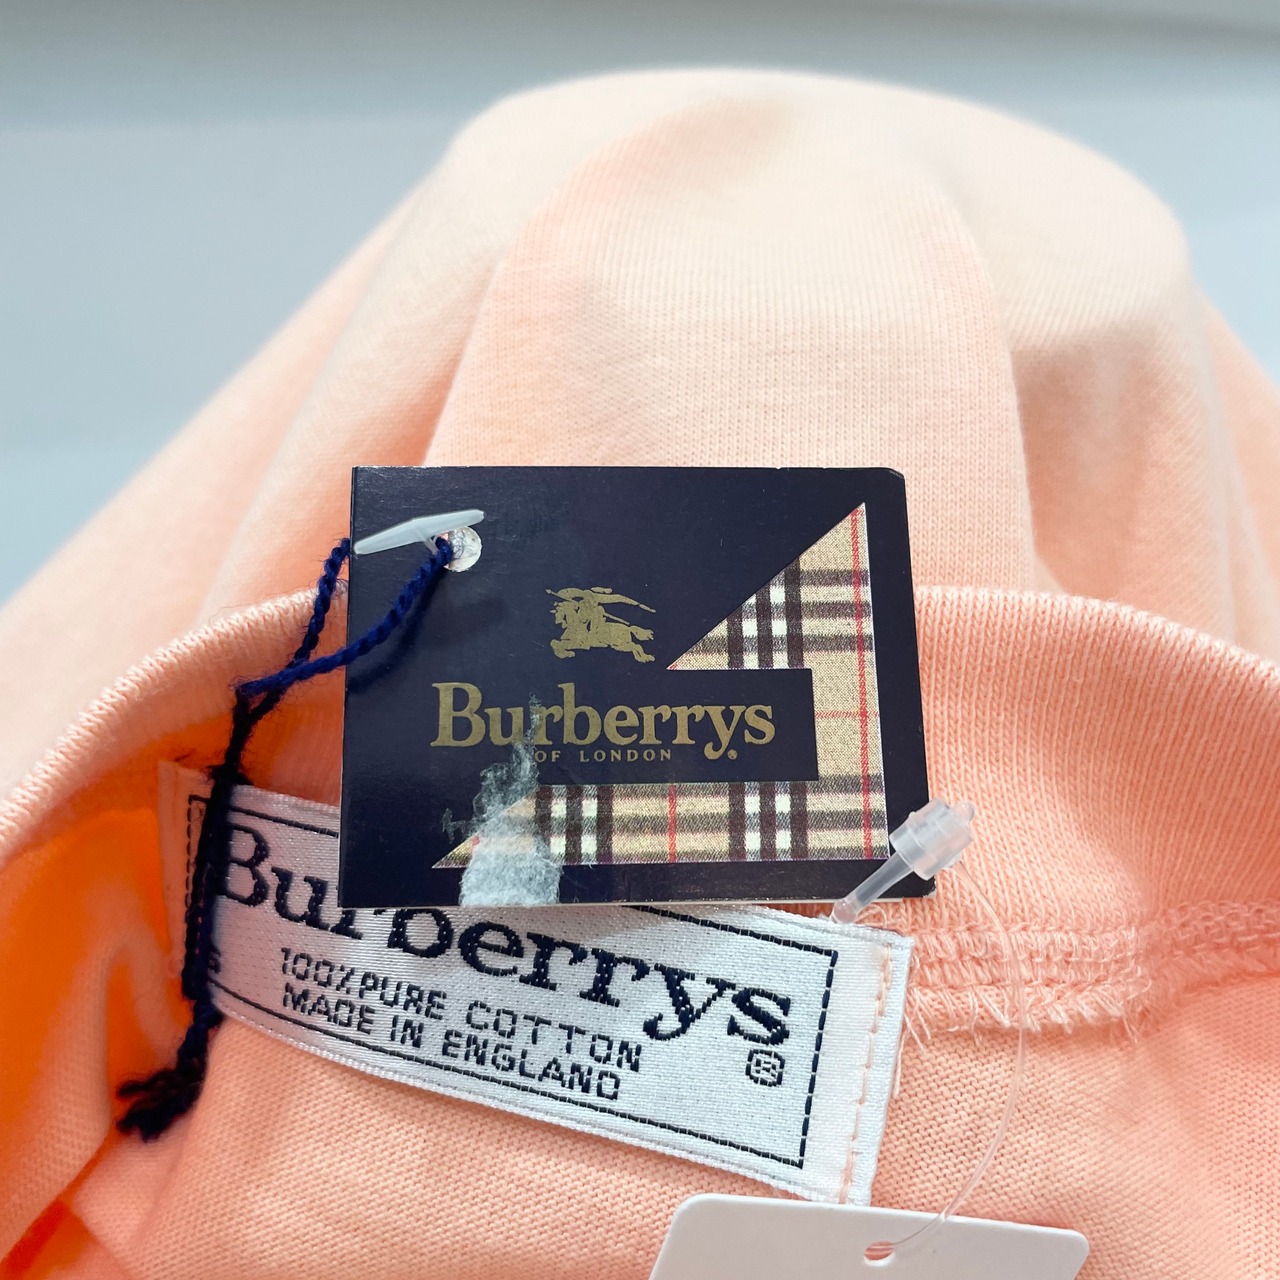 Burberrys
OF LONDON
Burberrys
100% PURE COTTON
MADE IN ENGLAND